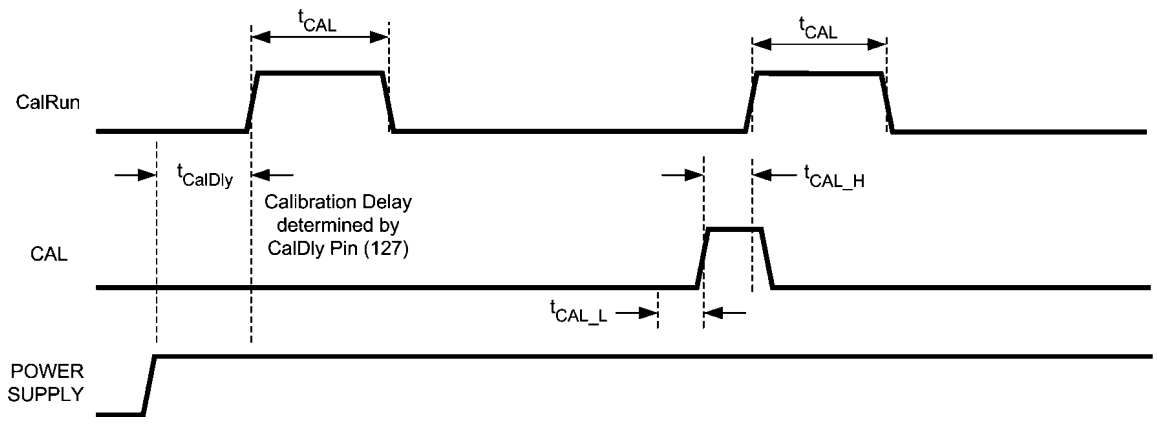 tCAL
tCAL
CalRun
tCalDly
tCAL_H
Calibration Delay
determined by
CalDly Pin (127)
CAL
tCAL_L
POWER
SUPPLY